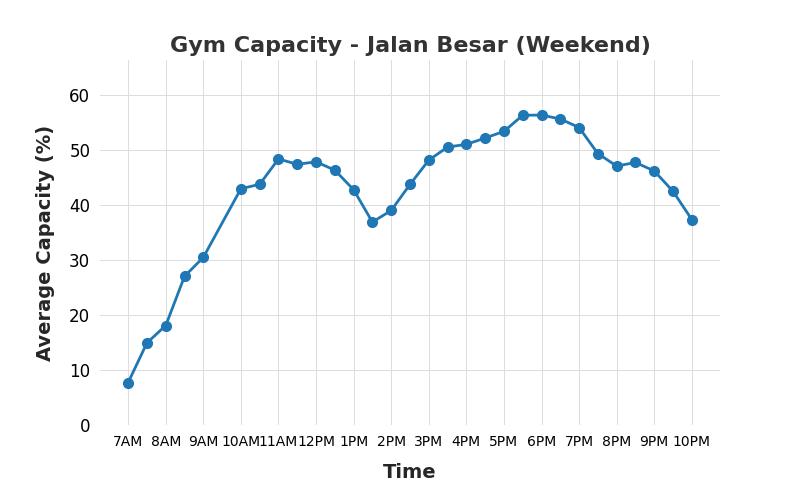 Gym Capacity - Jalan Besar (Weekend)
Average Capacity (%)
60
50
40
30
20
10
0
7AM 8AM 9AM 10AM 11AM 12PM 1PM 2PM 3PM 4PM 5PM 6PM 7PM 8PM 9PM 10PM
Time